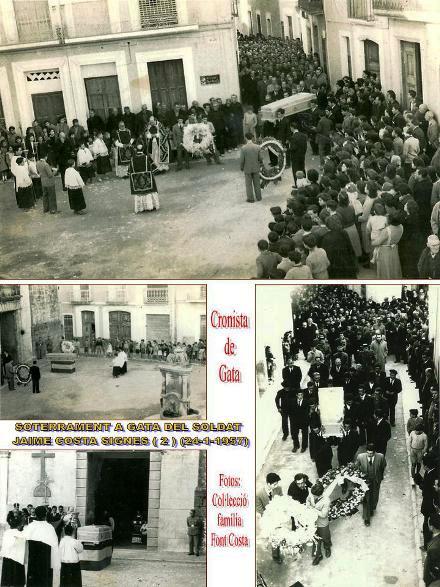 Cronista
de
Gata
SOTERRAMENT A GATA DEL SOLDAT
JAIME COSTA SIGNES ( 2 ) (24-1-1957)
Fotos:
Col·lecció
família
Font Costa